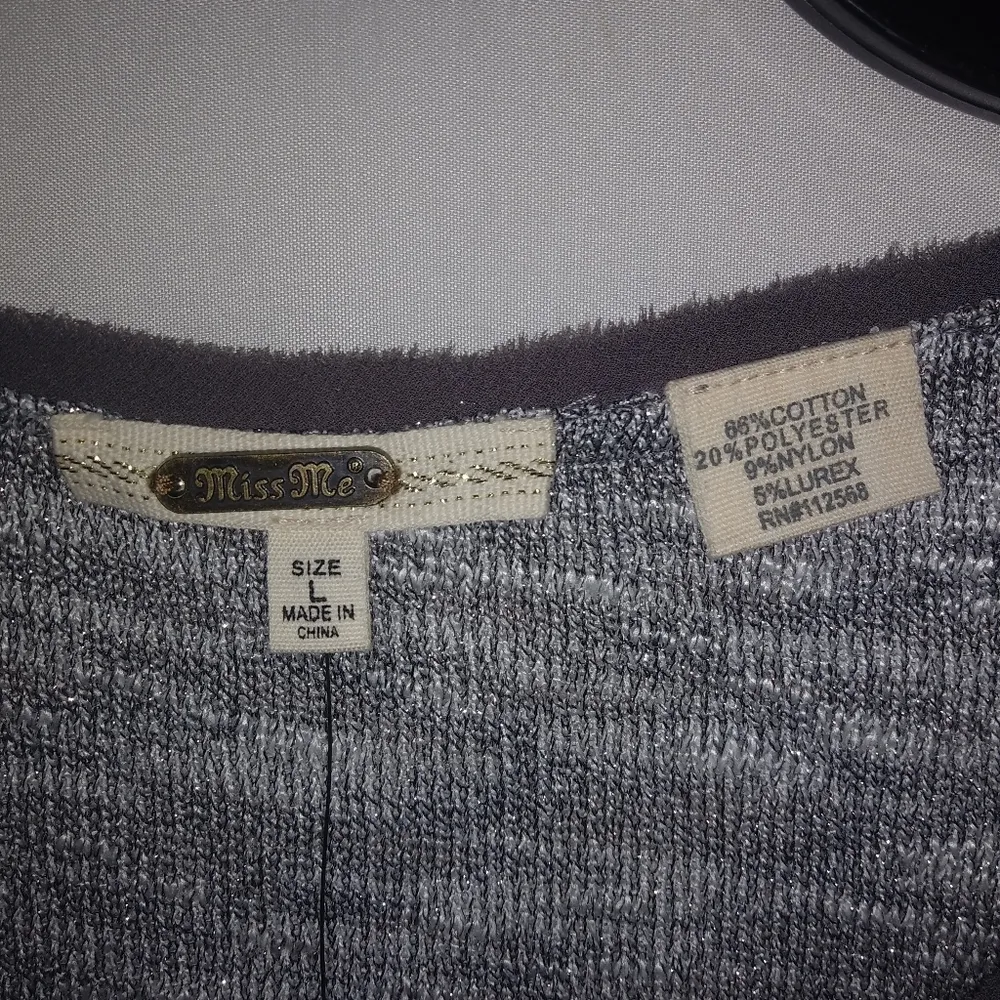 Miss Me®
SIZE
L
MADE IN
CHINA
66%COTTON
20%POLYESTER
9%NYLON
5%LUREX
RN#112568